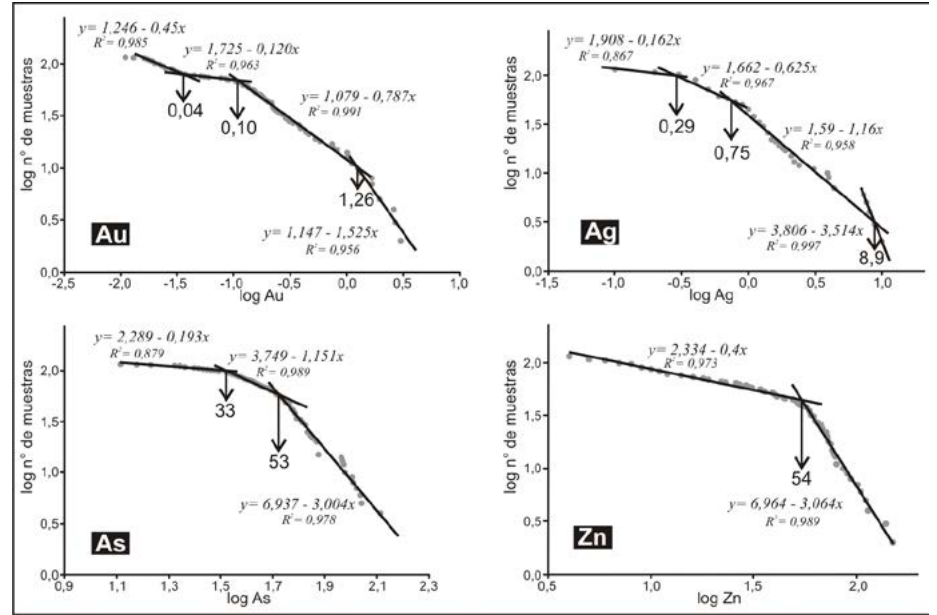 y= 1,246 - 0,45x
R²= 0,985
y= 1,725 - 0,120x
R²= 0,963
y= 1,079 - 0,787x
R²= 0,991
0,04
0,10
1,26
y= 1,147 - 1,525x
R²= 0,956
Au
log n° de muestras
2,0
1,5
1,0
0,5
0,0
-2,5 -2,0 -1,5 -1,0 -0,5 0,0 0,5 1,0
log Au
y= 1,908 - 0,162x
R²= 0,867
y= 1,662 - 0,625x
R²= 0,967
0,29
0,75
y= 1,59 - 1,16x
R²= 0,958
y= 3,806 - 3,514x
R²= 0,997
8,9
Ag
log n° de muestras
2,5
2,0
1,5
1,0
0,5
0,0
-1,5 -1,0 -0,5 0,0 0,5 1,0 1,5
log Ag
y= 2,289 - 0,193x
R²= 0,879
y= 3,749 - 1,151x
R²= 0,989
33
53
y= 6,937 - 3,004x
R²= 0,978
As
log n° de muestras
2,0
1,5
1,0
0,5
0,0
0,9 1,1 1,3 1,5 1,7 1,9 2,1 2,3
log As
y= 2,334 - 0,4x
R²= 0,973
54
y= 6,964 - 3,064x
R²= 0,989
Zn
log n° de muestras
2,0
1,5
1,0
0,5
0,0
0,5 1,0 1,5 2,0
log Zn